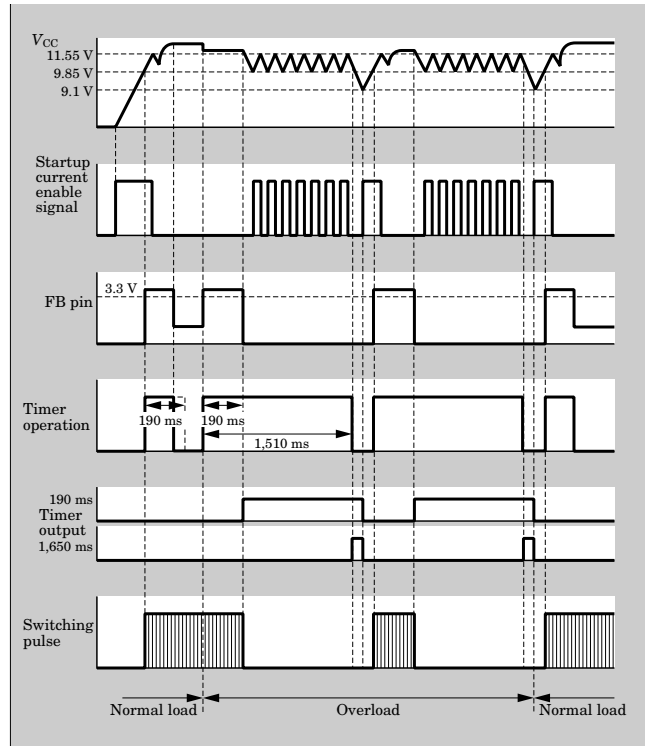 VCC
11.55 V
9.85 V
9.1 V
Startup
current
enable
signal
3.3 V
FB pin
Timer
operation
190 ms
190 ms
1,510 ms
190 ms
Timer
output
1,650 ms
Switching
pulse
Normal load
Overload
Normal load